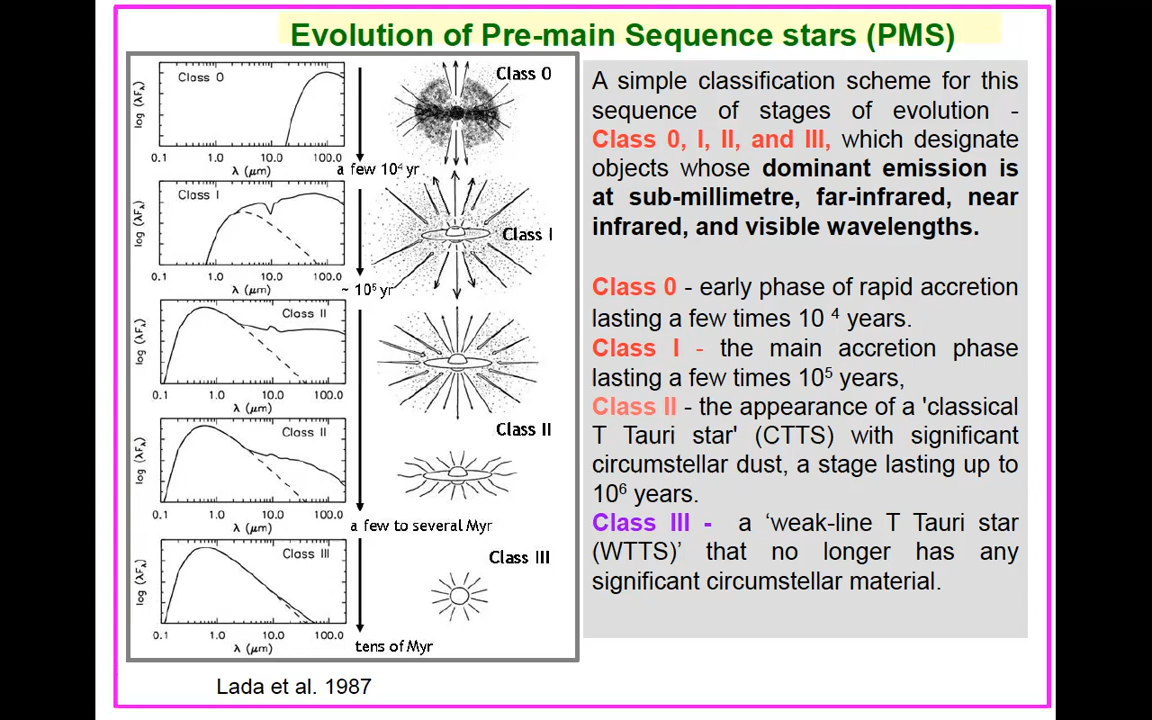 Evolution of Pre-main Sequence stars (PMS)
Class 0
log (λFλ)
0.1 1.0 10.0 100.0
λ (μm)
Class 0
a few 10⁴ yr
Class I
log (λFλ)
0.1 1.0 10.0 100.0
λ (μm)
Class I
~ 10⁵ yr
Class II
log (λFλ)
0.1 1.0 10.0 100.0
λ (μm)
Class II
Class II
log (λFλ)
0.1 1.0 10.0 100.0
λ (μm)
a few to several Myr
Class III
log (λFλ)
0.1 1.0 10.0 100.0
λ (μm)
Class III
tens of Myr
Lada et al. 1987
A simple classification scheme for this
sequence of stages of evolution -
Class 0, I, II, and III, which designate
objects whose dominant emission is
at sub-millimetre, far-infrared, near
infrared, and visible wavelengths.
Class 0 - early phase of rapid accretion
lasting a few times 10 ⁴ years.
Class I - the main accretion phase
lasting a few times 10⁵ years,
Class II - the appearance of a 'classical
T Tauri star' (CTTS) with significant
circumstellar dust, a stage lasting up to
10⁶ years.
Class III - a ‘weak-line T Tauri star
(WTTS)’ that no longer has any
significant circumstellar material.